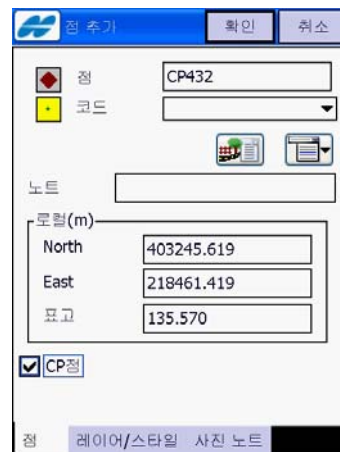 점 추가 확인 취소
점 CP432
코드
노트
로컬(m)
North 403245.619
East 218461.419
표고 135.570
CP점
점 레이어/스타일 사진 노트